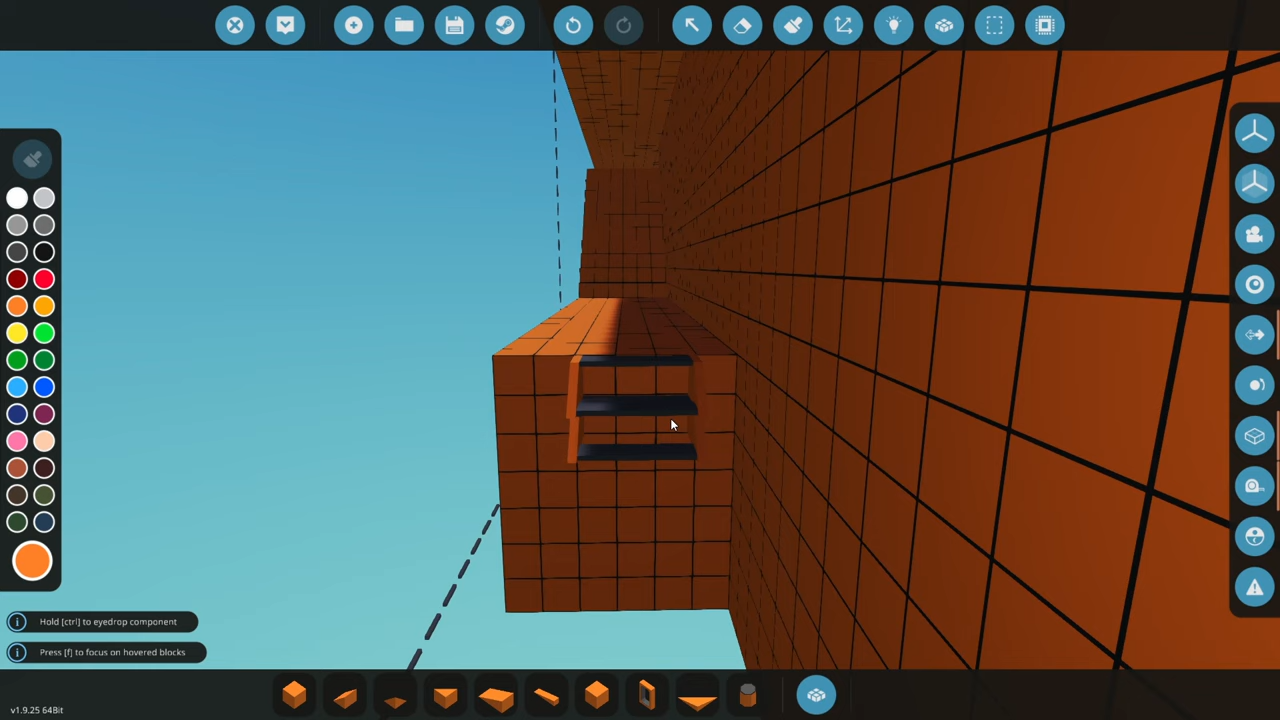 Hold [ctrl] to eyedrop component
Press [f] to focus on hovered blocks
v1.9.25 64Bit